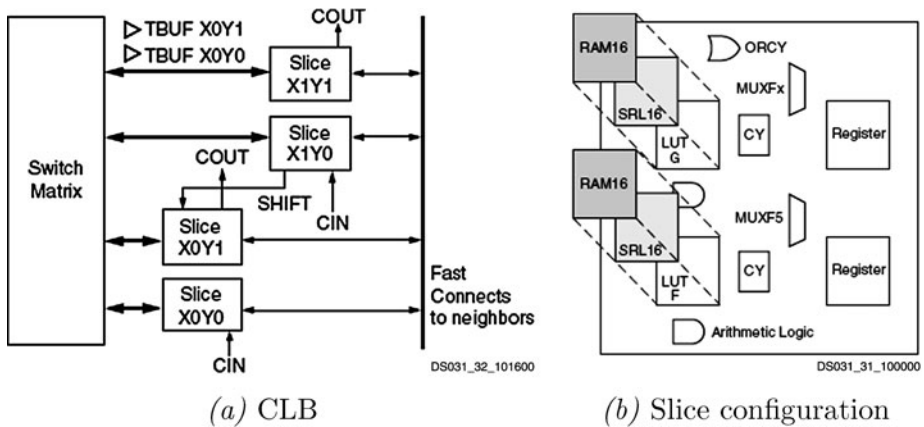 TBUF X0Y1
TBUF X0Y0
COUT
Slice
X1Y1
Slice
X1Y0
COUT
SHIFT
CIN
Switch
Matrix
Slice
X0Y1
Slice
X0Y0
CIN
Fast
Connects
to neighbors
DS031_32_101600
(a) CLB
RAM16
SRL16
LUT
G
ORCY
MUXFx
CY
Register
RAM16
SRL16
LUT
F
MUXF5
CY
Register
Arithmetic Logic
DS031_31_100000
(b) Slice configuration